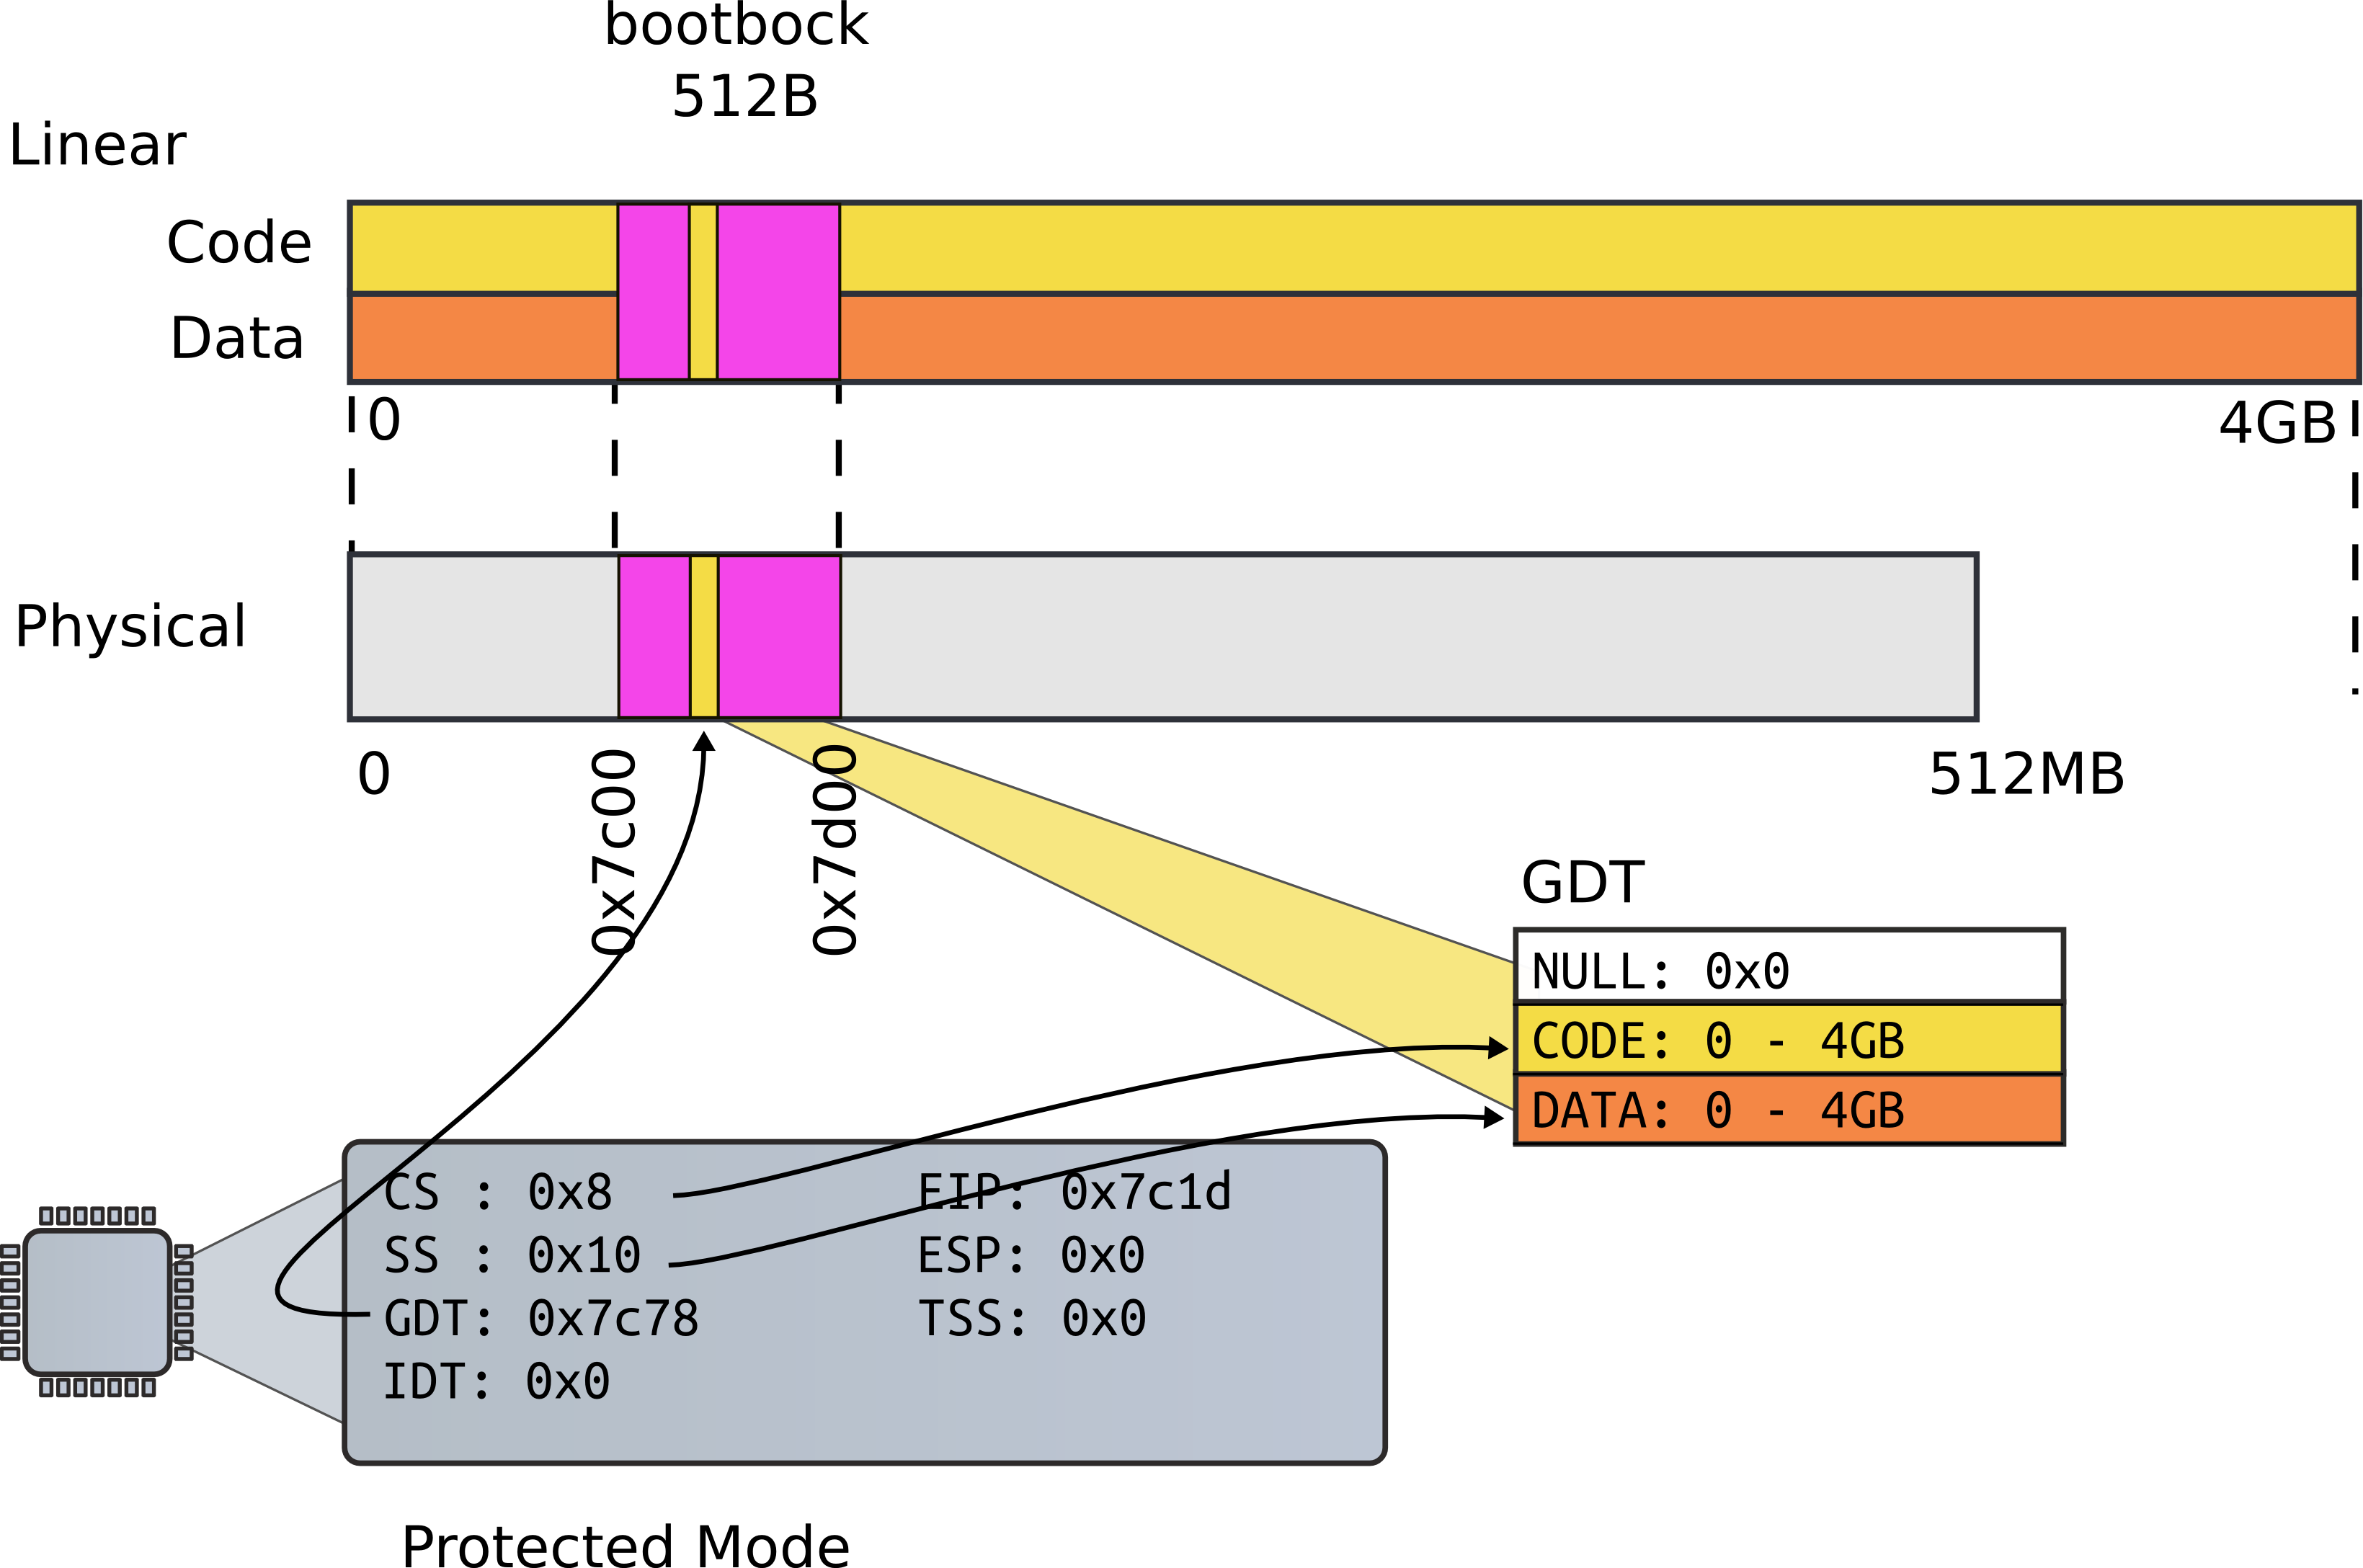 bootbock
512B
Linear
Code
Data
0
4GB
Physical
0
0x7c00
0x7d00
512MB
GDT
NULL: 0x0
CODE: 0 - 4GB
DATA: 0 - 4GB
CS : 0x8
EIP: 0x7c1d
SS : 0x10
ESP: 0x0
GDT: 0x7c78
TSS: 0x0
IDT: 0x0
Protected Mode